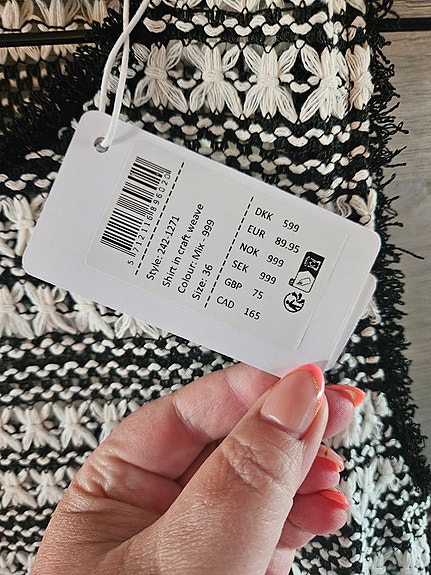 5712116896020
Style: 242-1271
Shirt in craft weave
Colour: Mix - 999
Size: 36
DKK 599
EUR 89.95
NOK 999
SEK 999
GBP 75
CAD 165